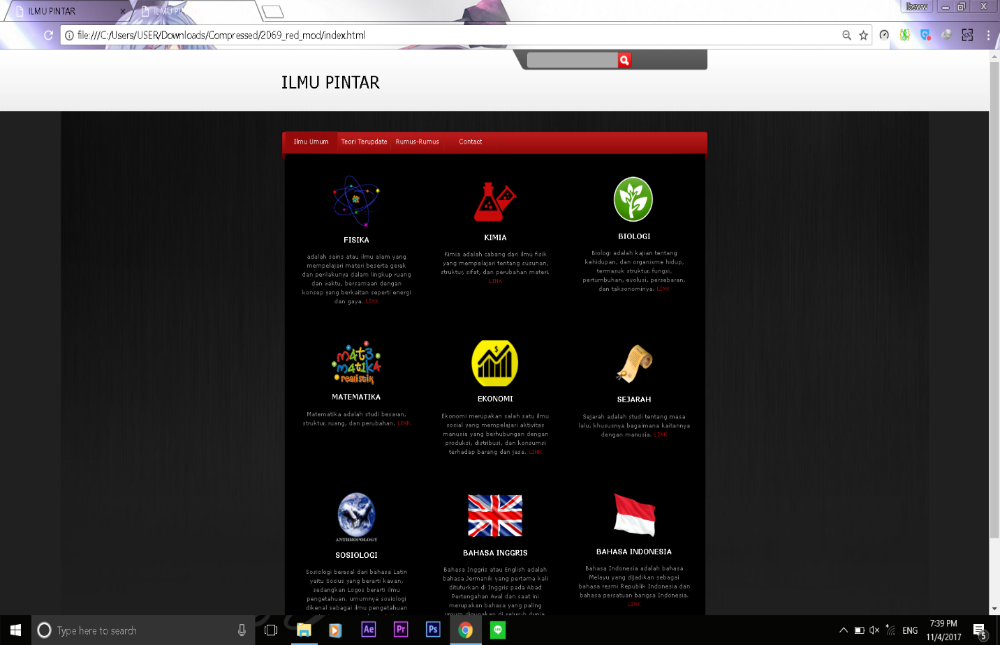 ILMU PINTAR
ILMU PI
ibsww
file:///C:/Users/USER/Downloads/Compressed/2069_red_mod/index.html
ILMU PINTAR
Ilmu Umum
Teori Terupdate
Rumus-Rumus
Contact
FISIKA
adalah sains atau ilmu alam yang
mempelajari materi beserta gerak
dan perilakunya dalam lingkup ruang
dan waktu, bersamaan dengan
konsep yang berkaitan seperti energi
dan gaya. LINK
KIMIA
Kimia adalah cabang dari ilmu fisik
yang mempelajari tentang susunan,
struktur, sifat, dan perubahan materi.
LINK
BIOLOGI
Biologi adalah kajian tentang
kehidupan, dan organisme hidup,
termasuk struktur, fungsi,
pertumbuhan, evolusi, persebaran,
dan taksonominya. LINK
mat3
matika
realistik
MATEMATIKA
Matematika adalah studi besaran,
struktur, ruang, dan perubahan. LINK
$
EKONOMI
Ekonomi merupakan salah satu ilmu
sosial yang mempelajari aktivitas
manusia yang berhubungan dengan
produksi, distribusi, dan konsumsi
terhadap barang dan jasa. LINK
SEJARAH
Sejarah adalah studi tentang masa
lalu, khususnya bagaimana kaitannya
dengan manusia. LINK
ANTHROPOLOGY
SOSIOLOGI
Sosiologi berasal dari bahasa Latin
yaitu Socius yang berarti kawan,
sedangkan Logos berarti ilmu
pengetahuan. umumnya sosiologi
dikenal sebagai ilmu pengetahuan
BAHASA INGGRIS
Bahasa Inggris atau English adalah
bahasa Jermanik yang pertama kali
dituturkan di Inggris pada Abad
Pertengahan Awal dan saat ini
merupakan bahasa yang paling
umum digunakan di seluruh dunia
BAHASA INDONESIA
Bahasa Indonesia adalah bahasa
Melayu yang dijadikan sebagai
bahasa resmi Republik Indonesia dan
bahasa persatuan bangsa Indonesia.
LINK
Type here to search
Ae
Pr
Ps
LINE
ENG
7:39 PM
11/4/2017
5